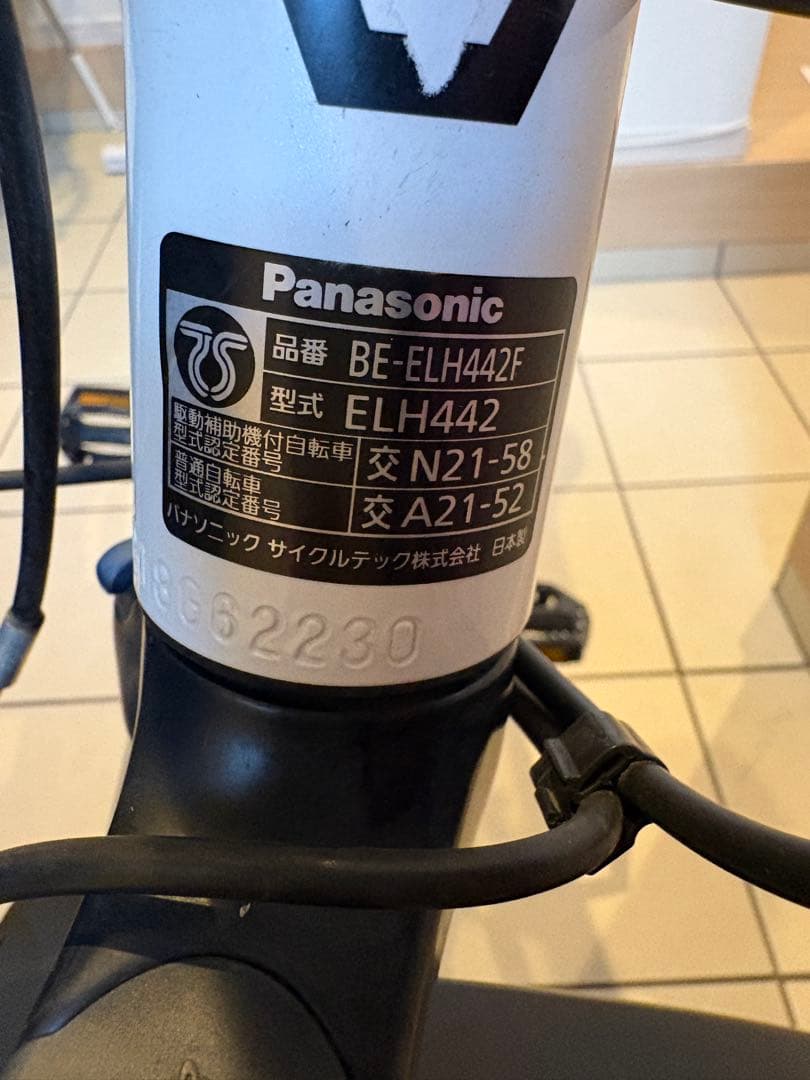 Panasonic
品番 BE-ELH442F
型式 ELH442
駆動補助機付自転車
型式認定番号
交 N21-58
普通自転車
型式認定番号
交 A21-52
パナソニック サイクルテック株式会社 日本製
8G62230